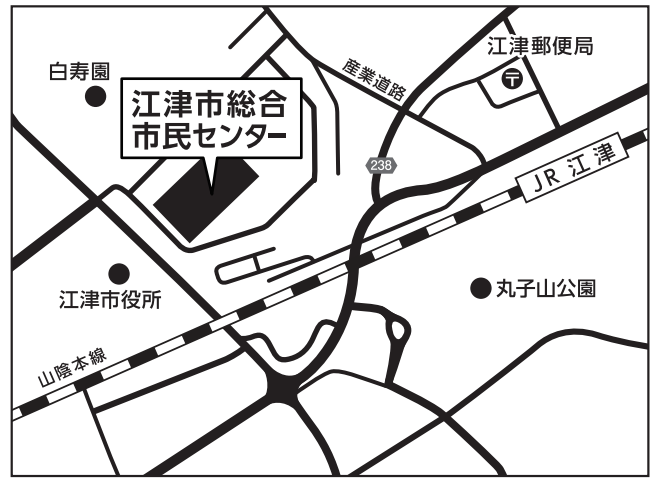 江津郵便局
産業道路
白寿園
〒
江津市総合
市民センター
238
JR 江津
江津市役所
丸子山公園
山陰本線